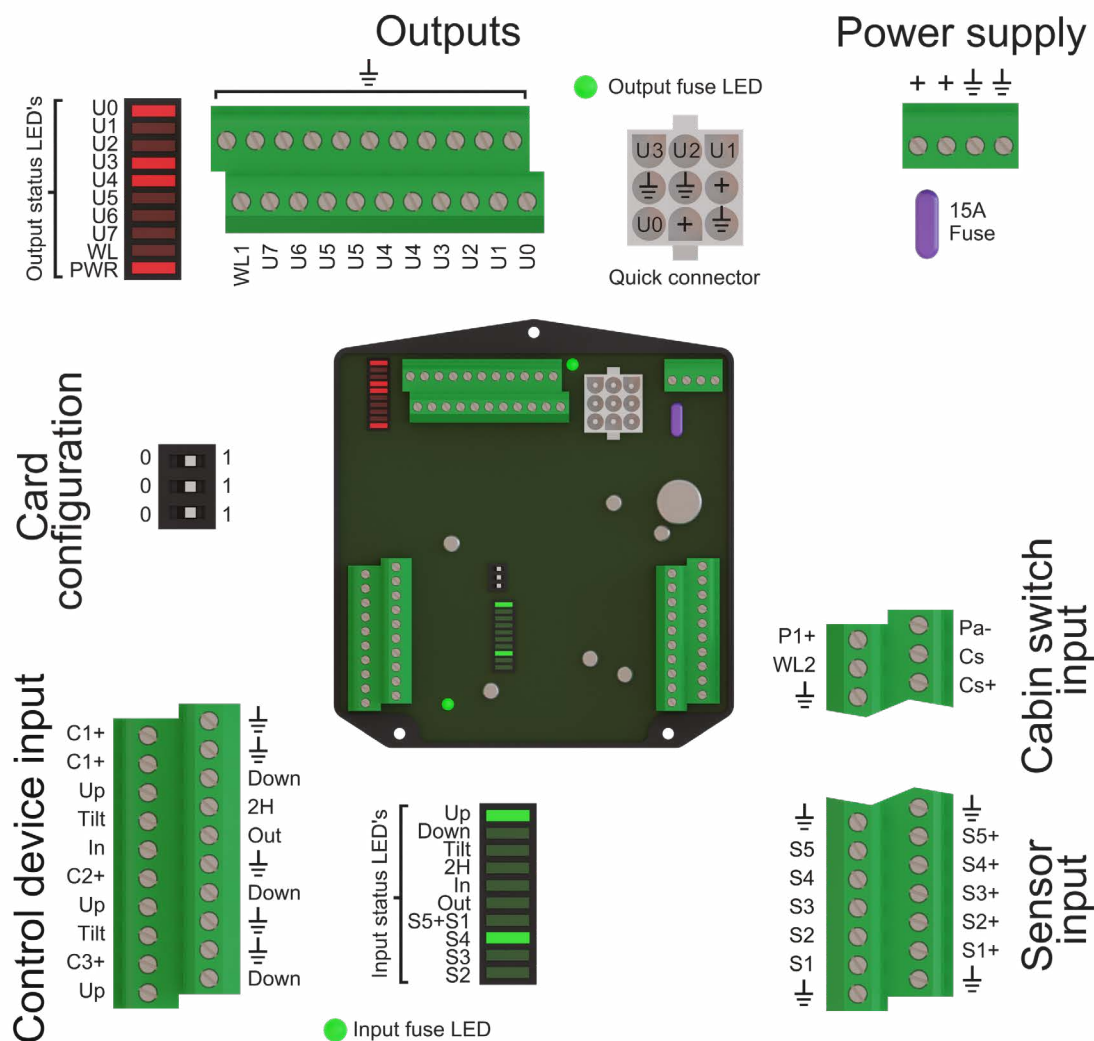 Outputs
Power supply
Output fuse LED
+ + ⏚ ⏚
⏚
Output status LED's
U0
U1
U2
U3
U4
U5
U6
U7
WL
PWR
WL1 U7 U6 U5 U5 U4 U4 U3 U2 U1 U0
U3 U2 U1
⏚ ⏚ +
U0 + ⏚
Quick connector
15A
Fuse
Card
configuration
0 1
0 1
0 1
Cabin switch
input
P1+
WL2
⏚
Pa-
Cs
Cs+
Control device input
C1+
C1+
Up
Tilt
In
C2+
Up
Tilt
C3+
Up
⏚
⏚
Down
2H
Out
⏚
Down
⏚
⏚
Down
Input status LED's
Up
Down
Tilt
2H
In
Out
S5+S1
S4
S3
S2
Input fuse LED
Sensor
input
⏚
S5
S4
S3
S2
S1
⏚
⏚
S5+
S4+
S3+
S2+
S1+
⏚